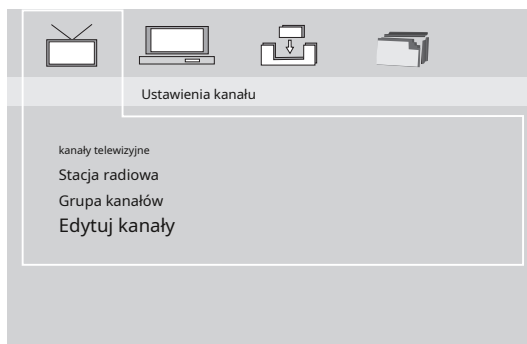 Ustawienia kanału
kanały telewizyjne
Stacja radiowa
Grupa kanałów
Edytuj kanały